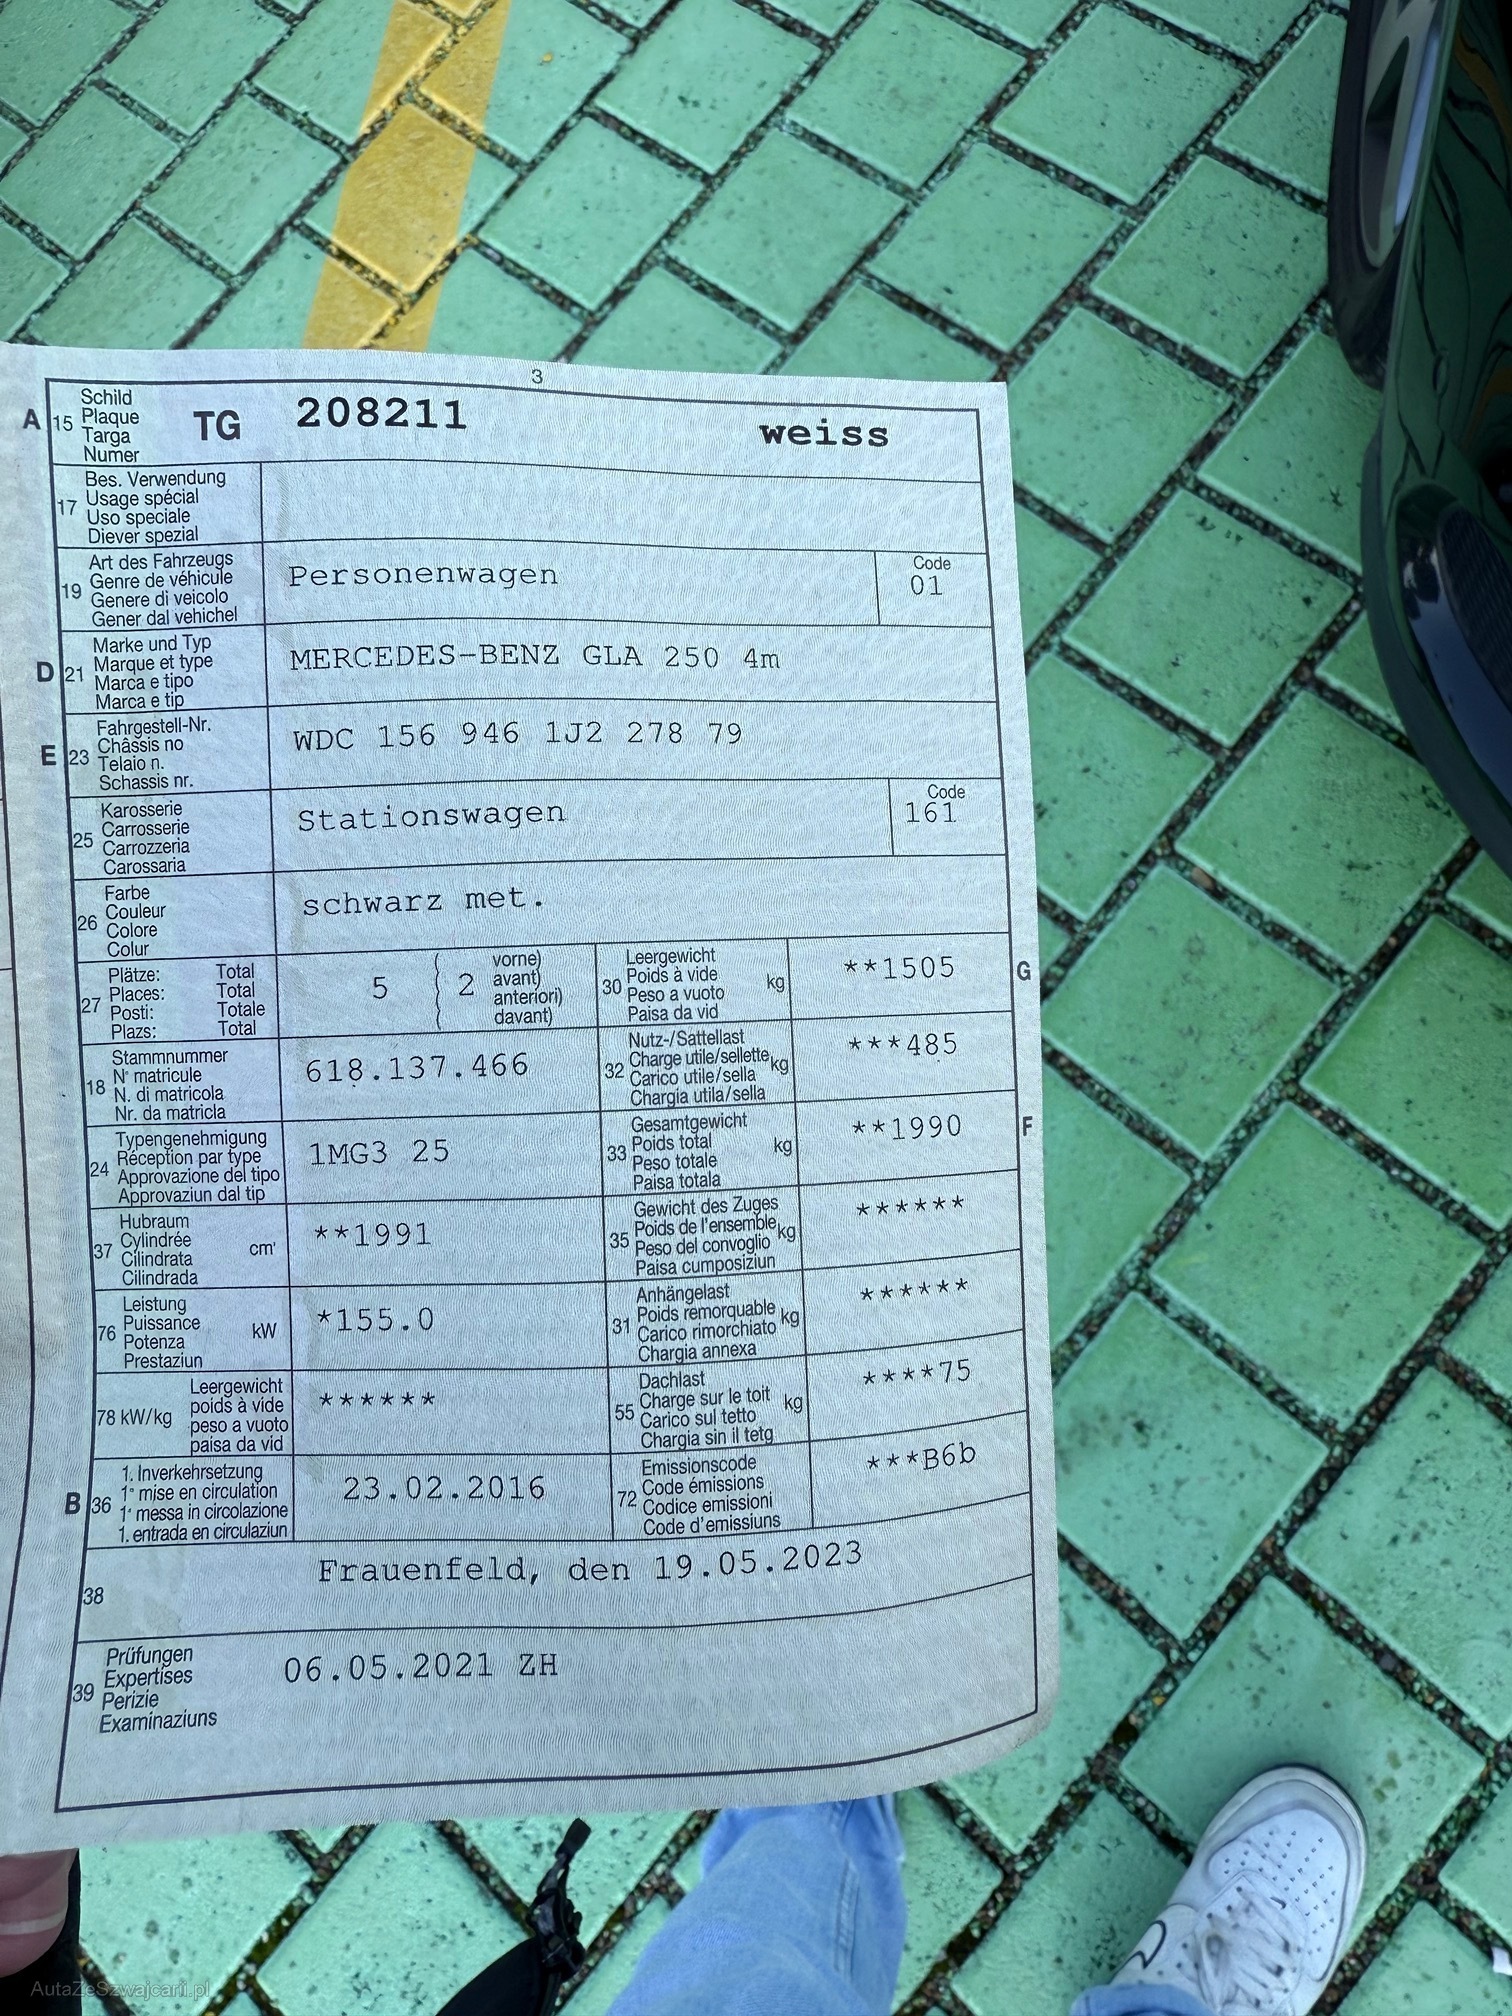 3
A 15 Schild
Plaque
Targa
Numer
TG 208211 weiss
17 Bes. Verwendung
Usage spécial
Uso speciale
Diever spezial
19 Art des Fahrzeugs
Genre de véhicule
Genere di veicolo
Gener dal vehichel
Personenwagen
Code
01
D 21 Marke und Typ
Marque et type
Marca e tipo
Marca e tip
MERCEDES-BENZ GLA 250 4m
E 23 Fahrgestell-Nr.
Châssis no
Telaio n.
Schassis nr.
WDC 156 946 1J2 278 79
25 Karosserie
Carrosserie
Carrozzeria
Carossaria
Stationswagen
Code
161
26 Farbe
Couleur
Colore
Colur
schwarz met.
27 Plätze: Total
Places: Total
Posti: Totale
Plazs: Total
5 2 vorne)
avant)
anteriori)
davant)
30 Leergewicht
Poids à vide
Peso a vuoto
Paisa da vid
kg
**1505
G
18 Stammnummer
N° matricule
N. di matricola
Nr. da matricla
618.137.466
32 Nutz-/Sattellast
Charge utile/sellette
Carico utile/sella
Chargia utila/sella
kg
***485
24 Typengenehmigung
Réception par type
Approvazione del tipo
Approvaziun dal tip
1MG3 25
33 Gesamtgewicht
Poids total
Peso totale
Paisa totala
kg
**1990
F
37 Hubraum
Cylindrée
Cilindrata
Cilindrada
cm³
**1991
35 Gewicht des Zuges
Poids de l'ensemble
Peso del convoglio
Paisa cumposiziun
kg
******
76 Leistung
Puissance
Potenza
Prestaziun
kW
*155.0
31 Anhängelast
Poids remorquable
Carico rimorchiato
Chargia annexa
kg
******
78 kW/kg Leergewicht
poids à vide
peso a vuoto
paisa da vid
******
55 Dachlast
Charge sur le toit
Carico sul tetto
Chargia sin il tetg
kg
****75
B 36 1. Inverkehrsetzung
1° mise en circulation
1ª messa in circolazione
1. entrada en circulaziun
23.02.2016
72 Emissionscode
Code émissions
Codice emissioni
Code d'emissiuns
***B6b
38 Frauenfeld, den 19.05.2023
39 Prüfungen
Expertises
Perizie
Examinaziuns
06.05.2021 ZH
AutaZeSzwajcarii.pl